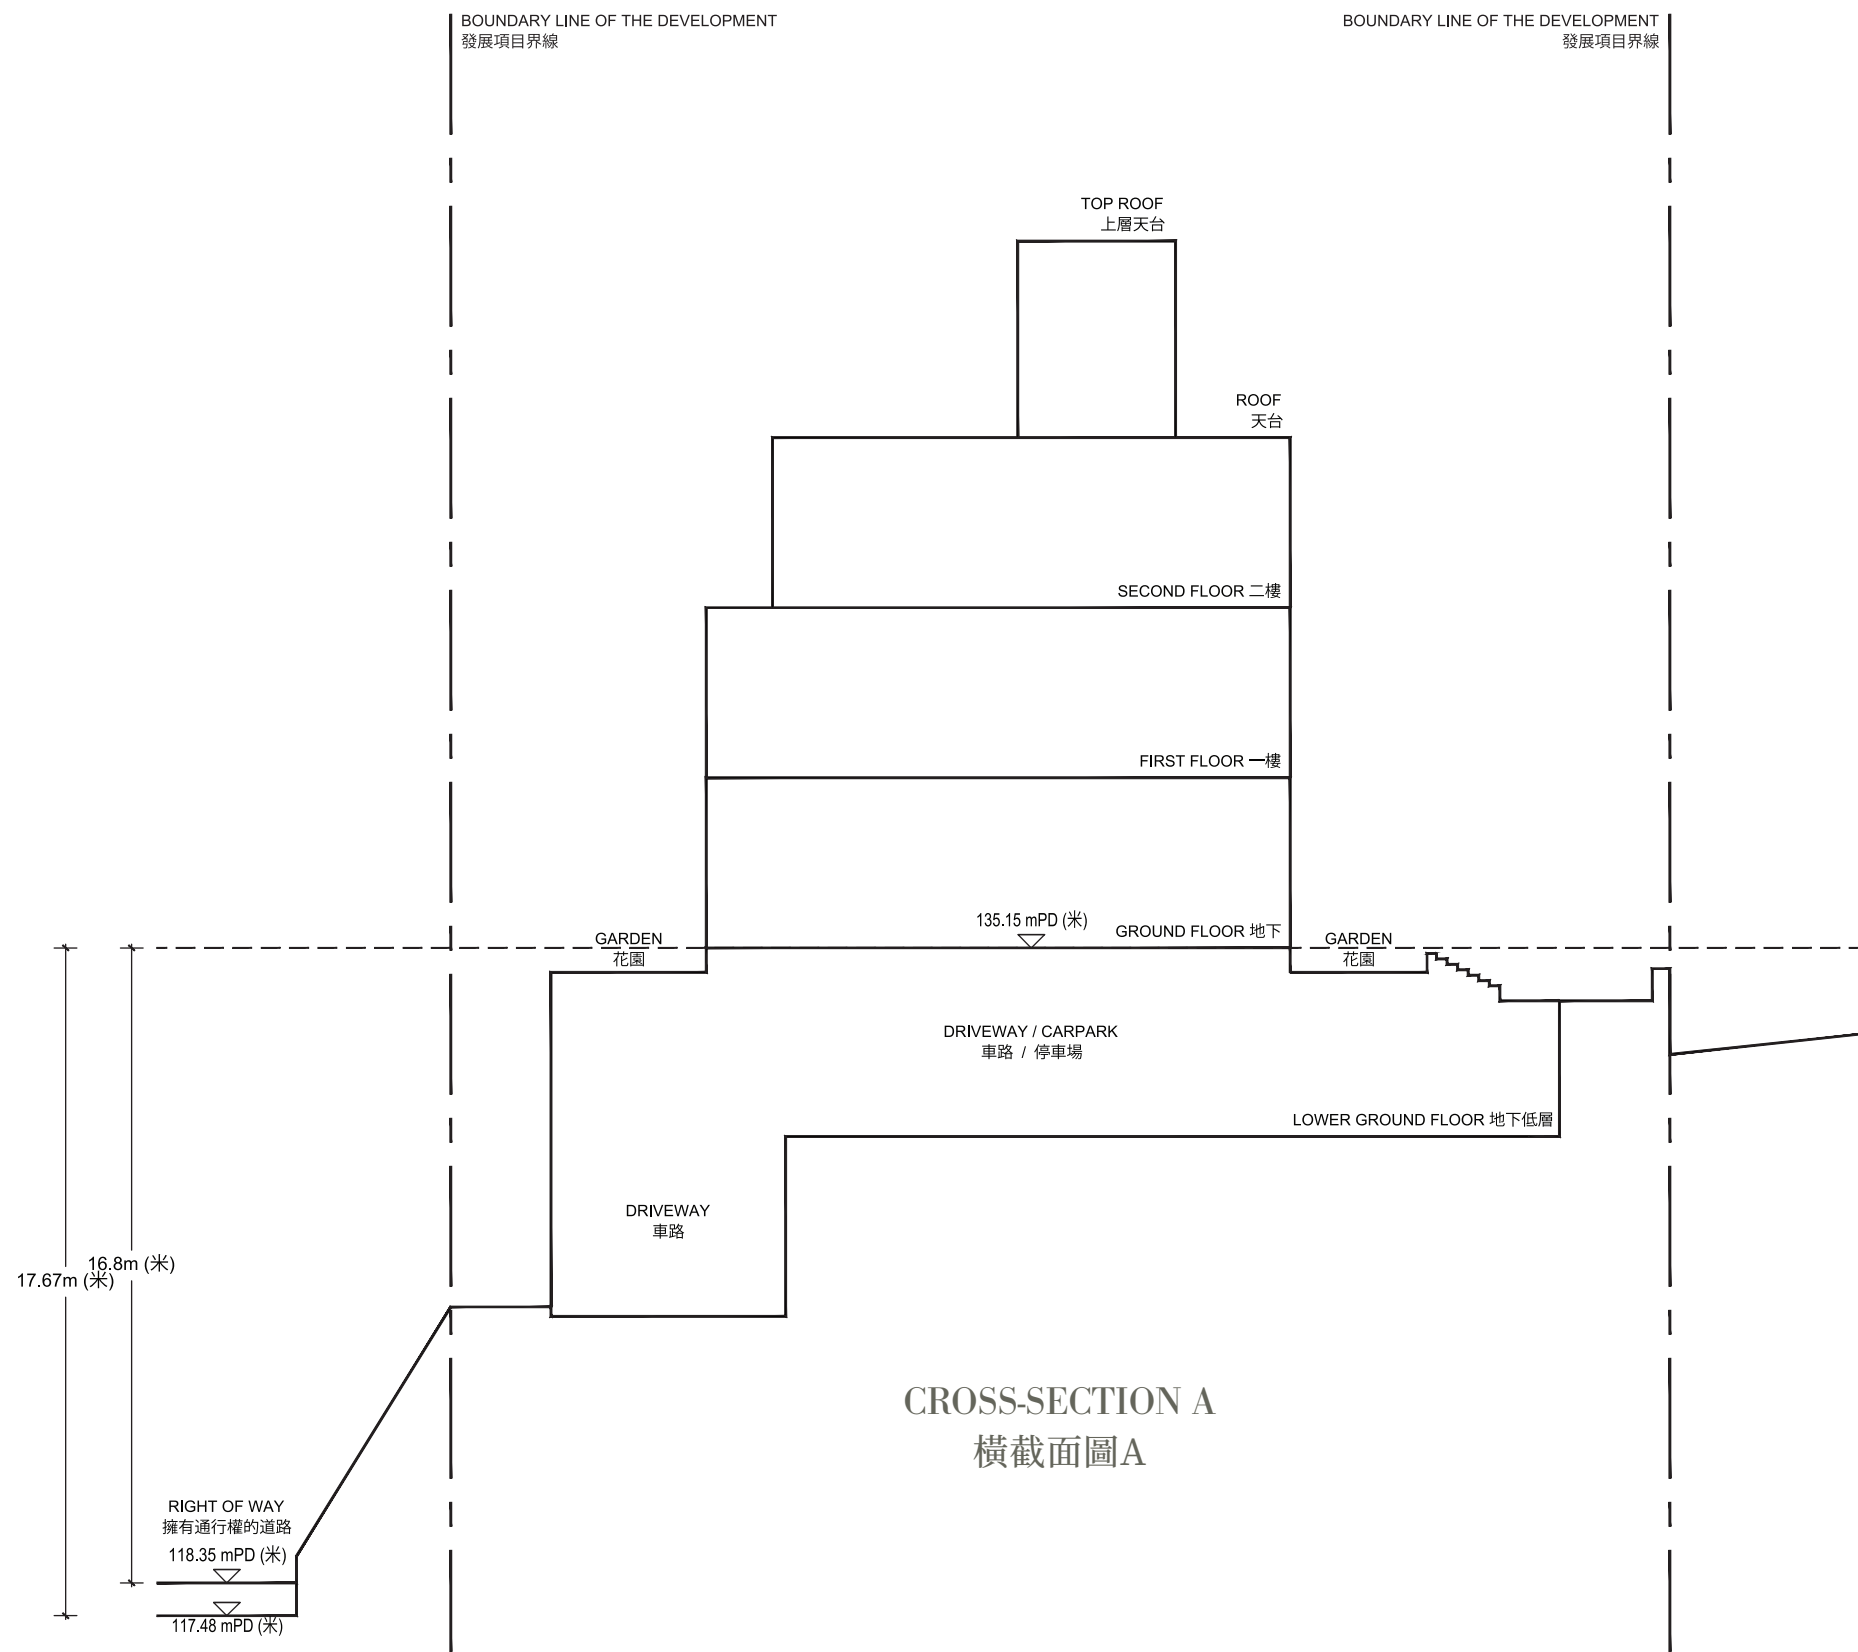 BOUNDARY LINE OF THE DEVELOPMENT
發展項目界線
BOUNDARY LINE OF THE DEVELOPMENT
發展項目界線
TOP ROOF
上層天台
ROOF
天台
SECOND FLOOR 二樓
FIRST FLOOR 一樓
135.15 mPD (米)
GROUND FLOOR 地下
GARDEN
花園
GARDEN
花園
DRIVEWAY / CARPARK
車路 / 停車場
LOWER GROUND FLOOR 地下低層
DRIVEWAY
車路
16.8m (米)
17.67m (米)
CROSS-SECTION A
橫截面圖A
RIGHT OF WAY
擁有通行權的道路
118.35 mPD (米)
117.48 mPD (米)